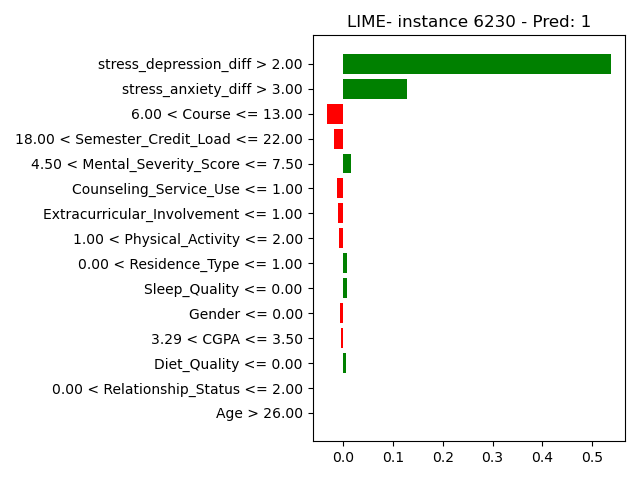 LIME- instance 6230 - Pred: 1
stress_depression_diff > 2.00
stress_anxiety_diff > 3.00
6.00 < Course <= 13.00
18.00 < Semester_Credit_Load <= 22.00
4.50 < Mental_Severity_Score <= 7.50
Counseling_Service_Use <= 1.00
Extracurricular_Involvement <= 1.00
1.00 < Physical_Activity <= 2.00
0.00 < Residence_Type <= 1.00
Sleep_Quality <= 0.00
Gender <= 0.00
3.29 < CGPA <= 3.50
Diet_Quality <= 0.00
0.00 < Relationship_Status <= 2.00
Age > 26.00
0.0 0.1 0.2 0.3 0.4 0.5